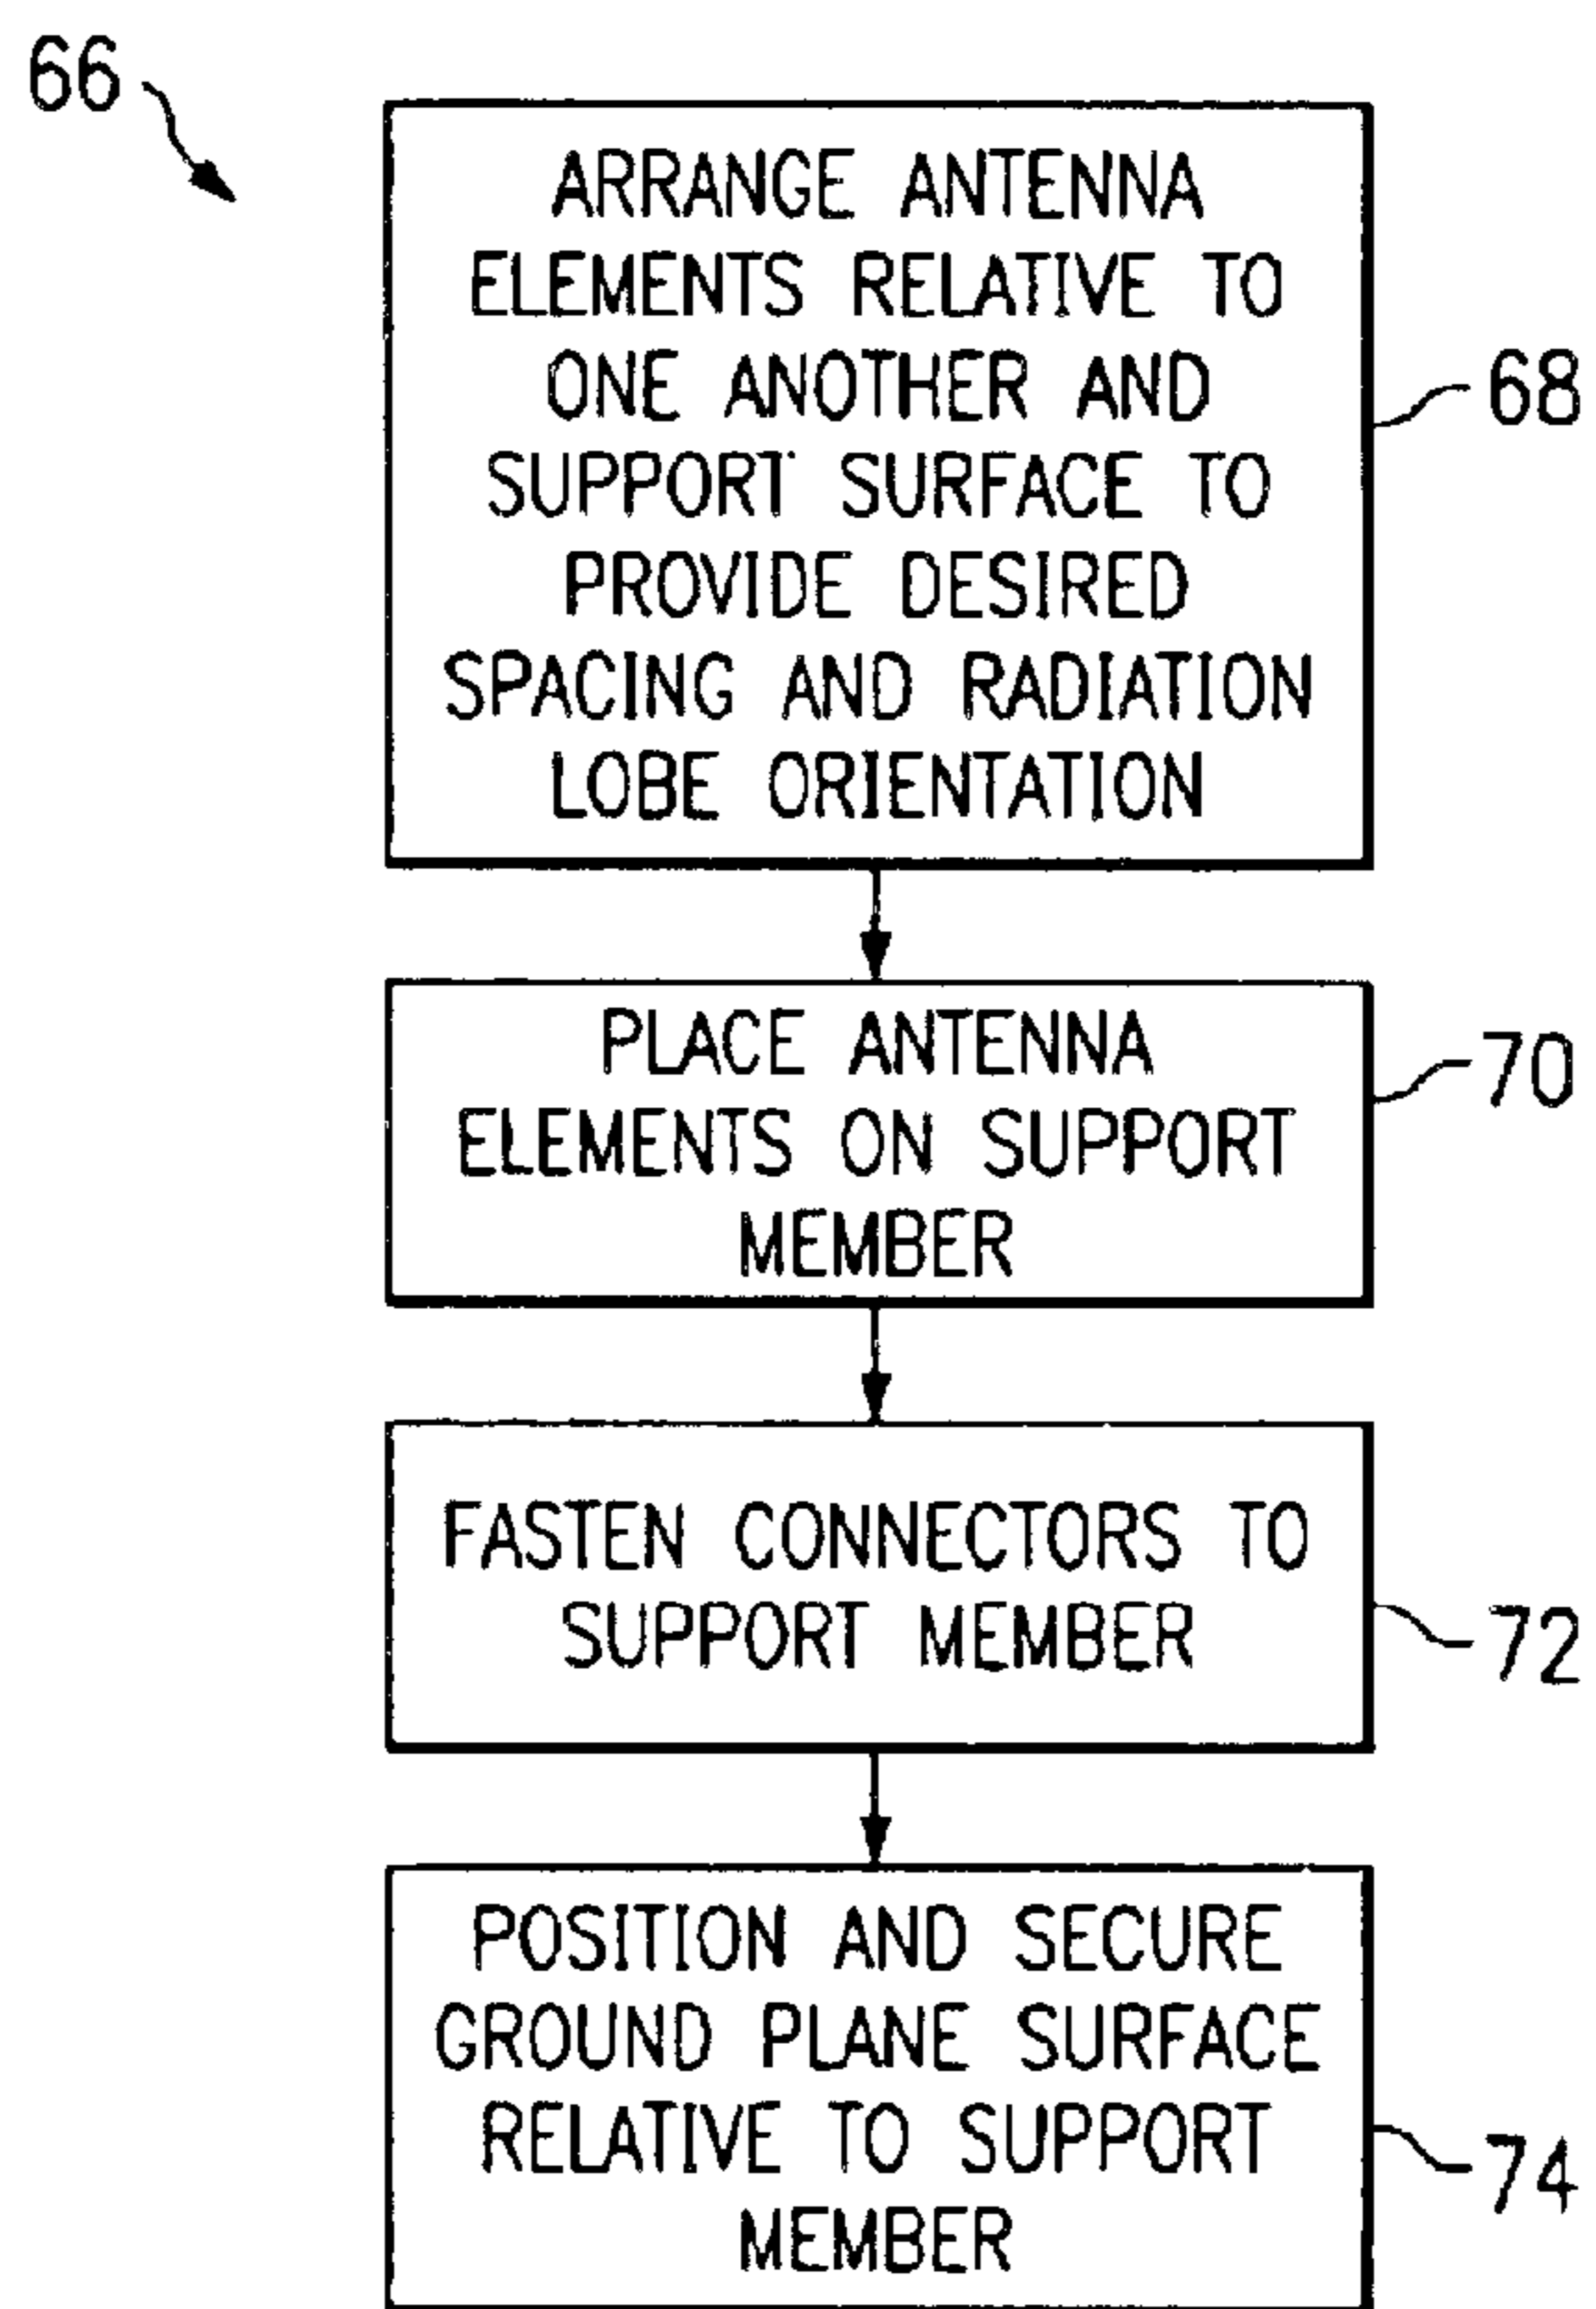 66
ARRANGE ANTENNA
ELEMENTS RELATIVE TO
ONE ANOTHER AND
SUPPORT SURFACE TO
PROVIDE DESIRED
SPACING AND RADIATION
LOBE ORIENTATION
68
PLACE ANTENNA
ELEMENTS ON SUPPORT
MEMBER
70
FASTEN CONNECTORS TO
SUPPORT MEMBER
72
POSITION AND SECURE
GROUND PLANE SURFACE
RELATIVE TO SUPPORT
MEMBER
74